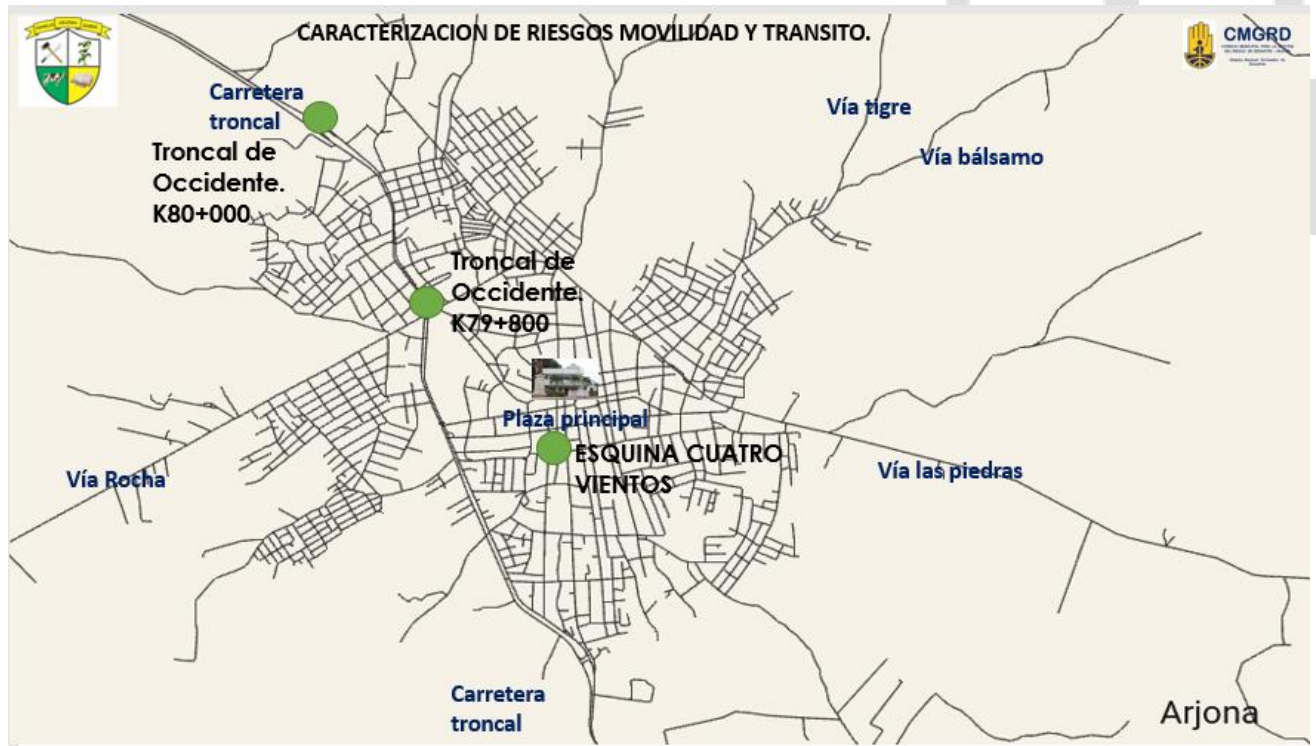 CARACTERIZACION DE RIESGOS MOVILIDAD Y TRANSITO.
CMGRD
Carretera
troncal
Troncal de
Occidente.
K80+000
Vía tigre
Vía bálsamo
Troncal de
Occidente.
K79+800
Plaza principal
ESQUINA CUATRO
VIENTOS
Vía Rocha
Vía las piedras
Carretera
troncal
Arjona